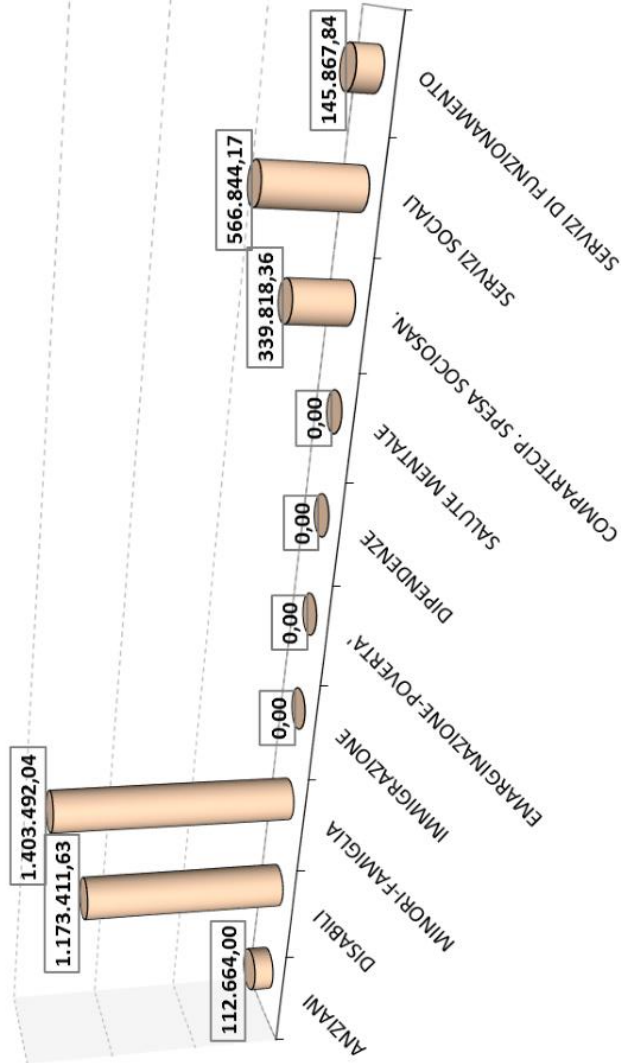 112.664,00
1.173.411,63
1.403.492,04
0,00
0,00
0,00
0,00
339.818,36
566.844,17
145.867,84
ANZIANI
DISABILI
MINORI-FAMIGLIA
IMMIGRAZIONE
EMARGINAZIONE-POVERTA'
DIPENDENZE
SALUTE MENTALE
COMPARTECIP. SPESA SOCIOSAN.
SERVIZI SOCIALI
SERVIZI DI FUNZIONAMENTO